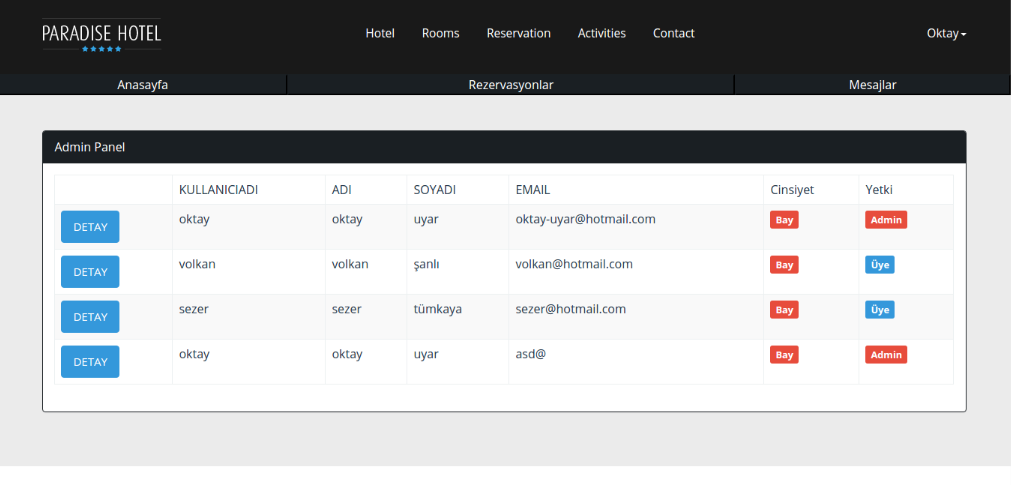 PARADISE HOTEL
Hotel Rooms Reservation Activities Contact Oktay
Anasayfa Rezervasyonlar Mesajlar
Admin Panel
KULLANICIADI ADI SOYADI EMAIL Cinsiyet Yetki
DETAY oktay oktay uyar oktay-uyar@hotmail.com Bay Admin
DETAY volkan volkan şanlı volkan@hotmail.com Bay Üye
DETAY sezer sezer tümkaya sezer@hotmail.com Bay Üye
DETAY oktay oktay uyar asd@ Bay Admin